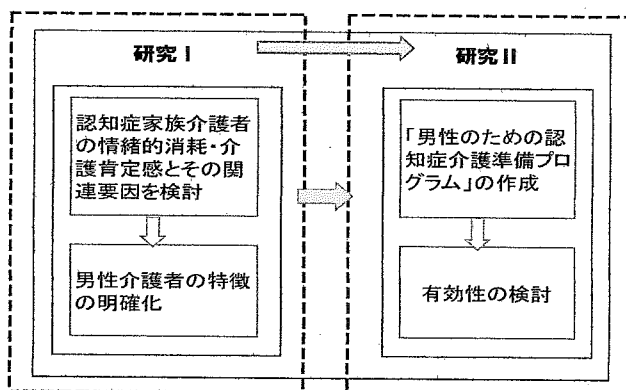 研究 I
認知症家族介護者
の情緒的消耗・介
護肯定感とその関
連要因を検討
男性介護者の特徴
の明確化
研究 II
「男性のための認
知症介護準備プロ
グラム」の作成
有効性の検討